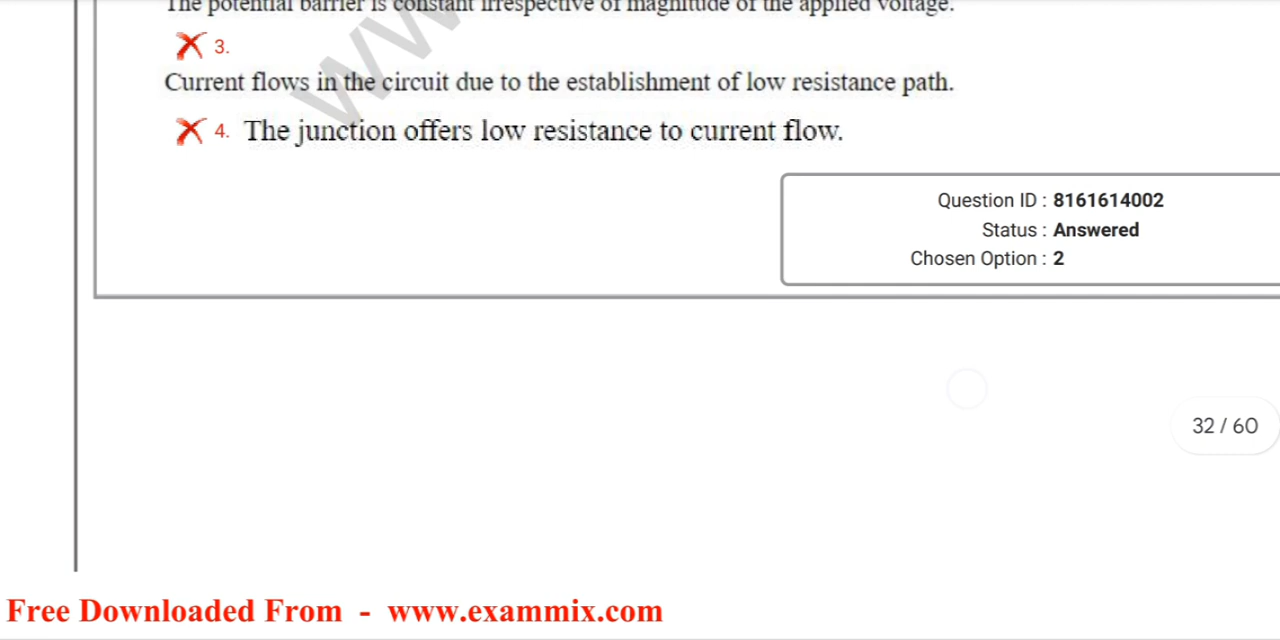 The potential barrier is constant irrespective of magnitude of the applied voltage.
3.
Current flows in the circuit due to the establishment of low resistance path.
4. The junction offers low resistance to current flow.
Question ID : 8161614002
Status : Answered
Chosen Option : 2
32 / 60
Free Downloaded From - www.exammix.com